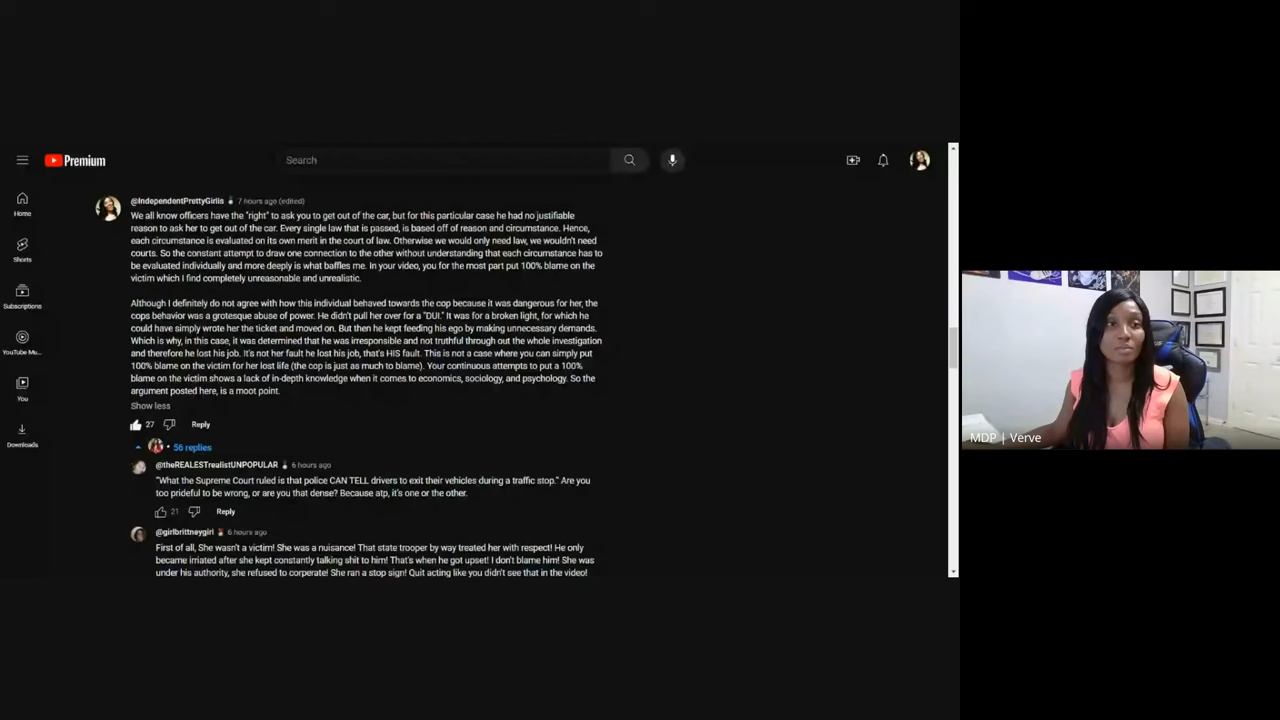 Premium
Search
Home
Shorts
Subscriptions
YouTube Mu...
You
Downloads
@IndependentPrettyGirlis 7 hours ago (edited)
We all know officers have the "right" to ask you to get out of the car, but for this particular case he had no justifiable
reason to ask her to get out of the car. Every single law that is passed, is based off of reason and circumstance. Hence,
each circumstance is evaluated on its own merit in the court of law. Otherwise we would only need law, we wouldn't need
courts. So the constant attempt to draw one connection to the other without understanding that each circumstance has to
be evaluated individually and more deeply is what baffles me. In your video, you for the most part put 100% blame on the
victim which I find completely unreasonable and unrealistic.
Although I definitely do not agree with how this individual behaved towards the cop because it was dangerous for her, the
cops behavior was a grotesque abuse of power. He didn't pull her over for a "DUI." It was for a broken light, for which he
could have simply wrote her the ticket and moved on. But then he kept feeding his ego by making unnecessary demands.
Which is why, in this case, it was determined that he was irresponsible and not truthful through out the whole investigation
and therefore he lost his job. It's not her fault he lost his job, that's HIS fault. This is not a case where you can simply put
100% blame on the victim for her lost life (the cop is just as much to blame). Your continuous attempts to put a 100%
blame on the victim shows a lack of in-depth knowledge when it comes to economics, sociology, and psychology. So the
argument posted here, is a moot point.
Show less
27 Reply
56 replies
@theREALESTrealistUNPOPULAR 6 hours ago
"What the Supreme Court ruled is that police CAN TELL drivers to exit their vehicles during a traffic stop." Are you
too prideful to be wrong, or are you that dense? Because atp, it's one or the other.
21 Reply
@girlbrittneygirl 6 hours ago
First of all, She wasn't a victim! She was a nuisance! That state trooper by way treated her with respect! He only
became irriated after she kept constantly talking shit to him! That's when he got upset! I don't blame him! She was
under his authority, she refused to corperate! She ran a stop sign! Quit acting like you didn't see that in the video!
MDP | Verve